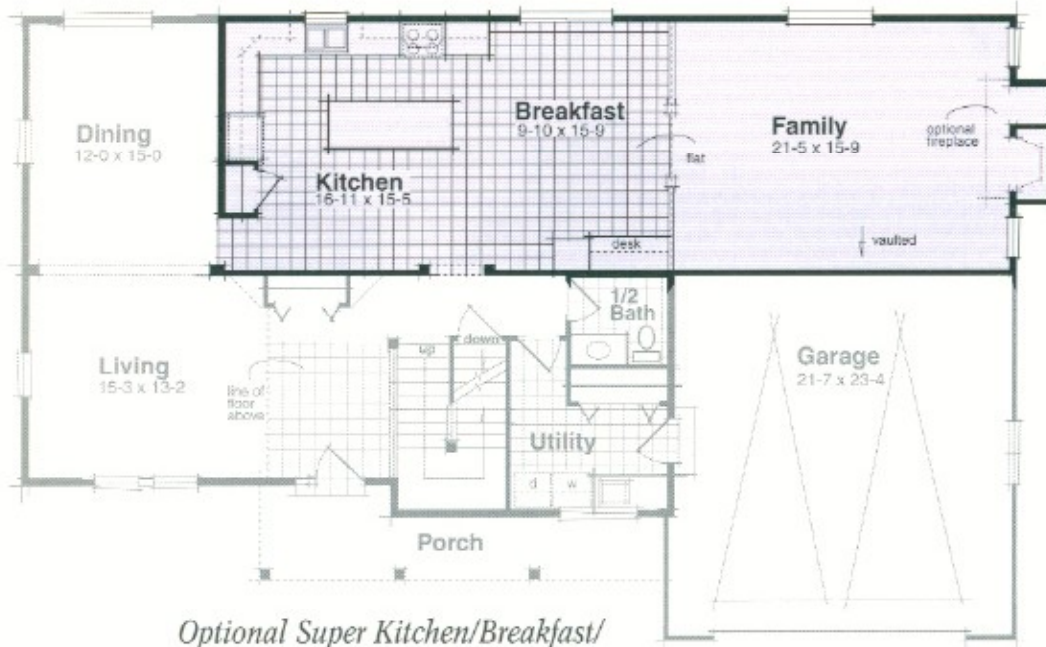 Dining
12-0 x 15-0
Kitchen
16-11 x 15-5
Breakfast
9-10 x 15-9
flat
Family
21-5 x 15-9
optional
fireplace
vaulted
desk
1/2
Bath
Living
15-3 x 13-2
line of
floor
above
up
down
Utility
d
w
Garage
21-7 x 23-4
Porch
Optional Super Kitchen/Breakfast/